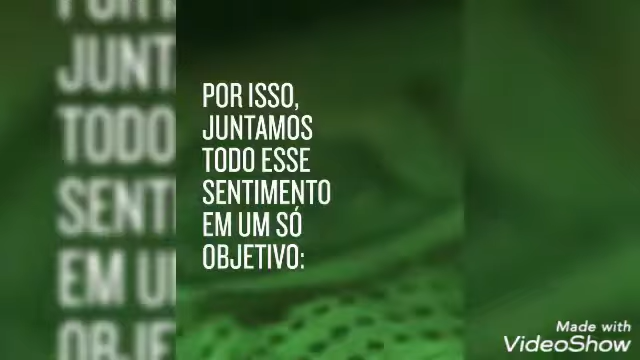 POR ISSO,
JUNTAMOS
TODO ESSE
SENTIMENTO
EM UM SÓ
OBJETIVO:
Made with
VideoShow